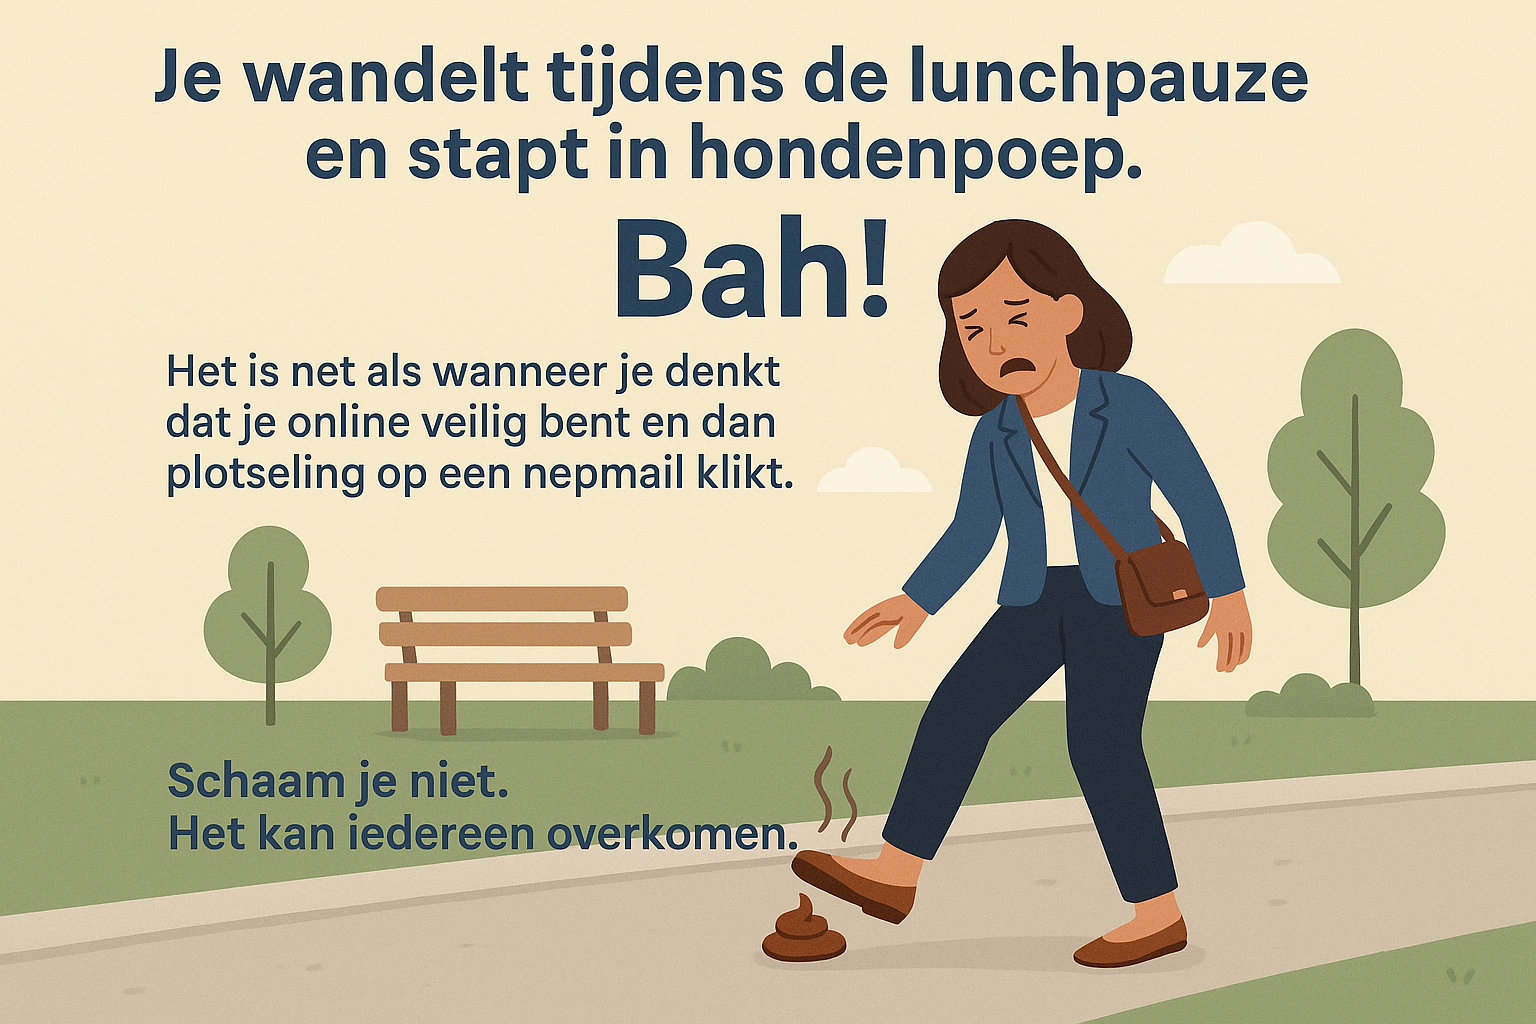 Je wandelt tijdens de lunchpauze
en stapt in hondenpoep.
Bah!
Het is net als wanneer je denkt
dat je online veilig bent en dan
plotseling op een nepmail klikt.
Schaam je niet.
Het kan iedereen overkomen.